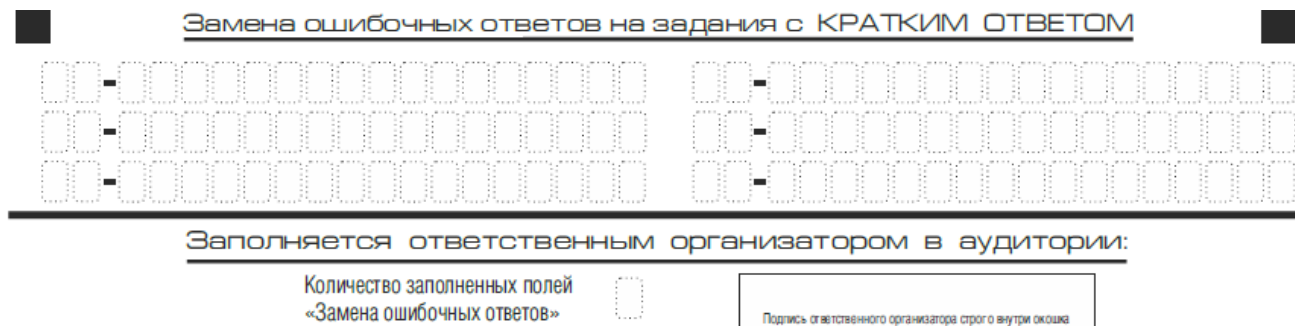 Замена ошибочных ответов на задания с КРАТКИМ ОТВЕТОМ
Заполняется ответственным организатором в аудитории:
Количество заполненных полей
«Замена ошибочных ответов»
Подпись ответственного организатора строго внутри окошка